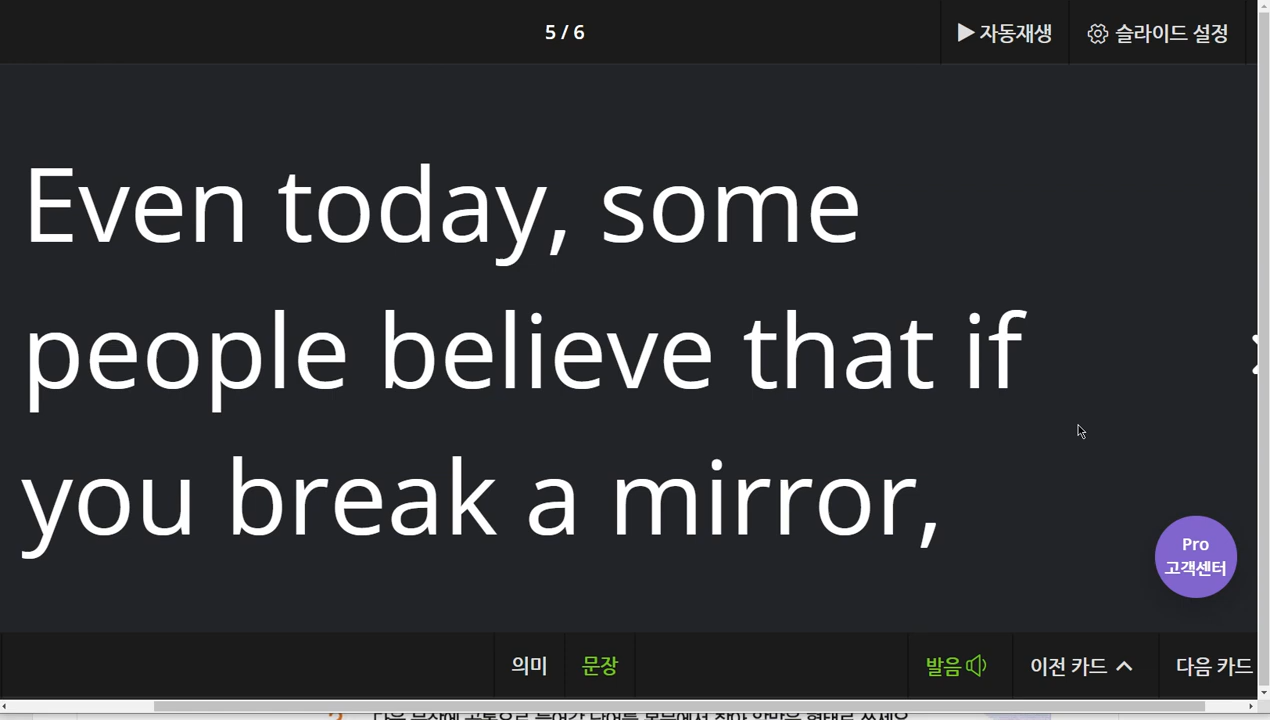 5 / 6
▶ 자동재생
슬라이드 설정
Even today, some
people believe that if
you break a mirror,
Pro
고객센터
의미
문장
발음
이전 카드
다음 카드